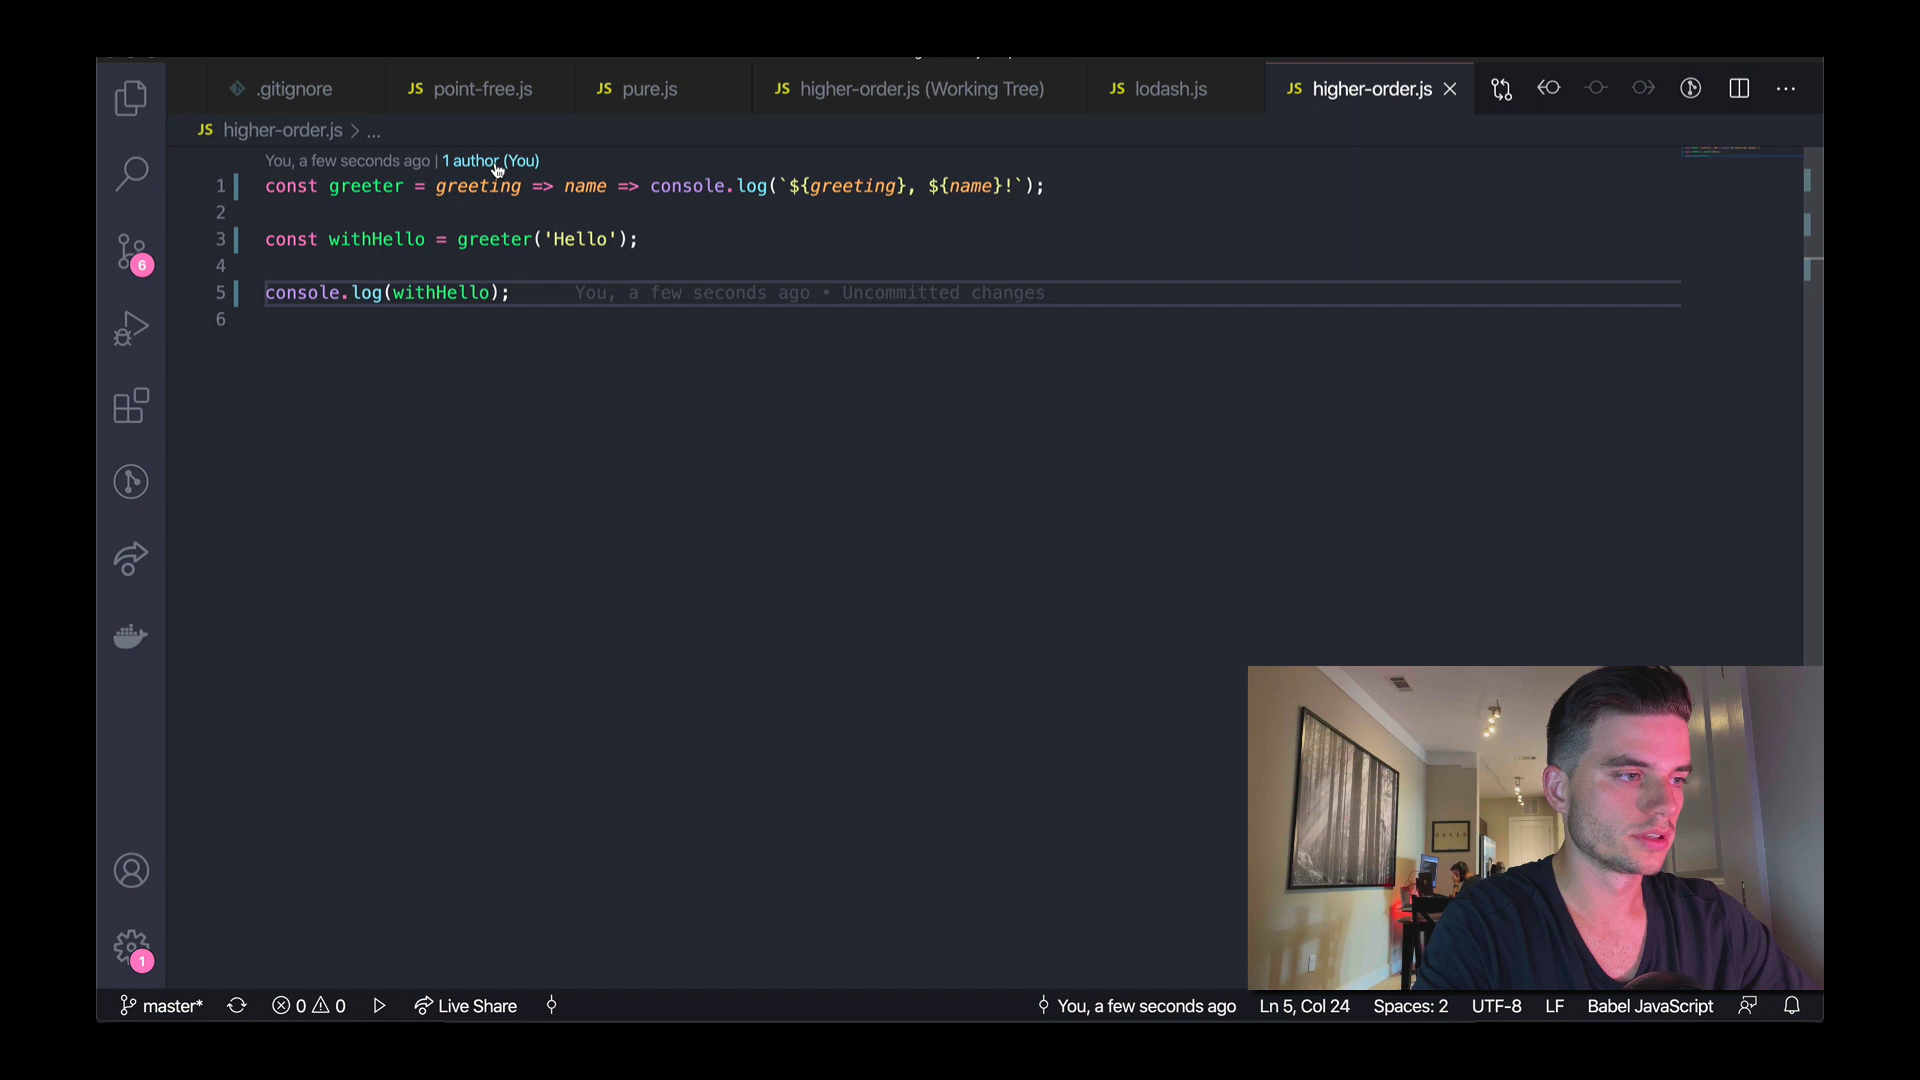 .gitignore
JS point-free.js
JS pure.js
JS higher-order.js (Working Tree)
JS lodash.js
JS higher-order.js
JS higher-order.js > ...
You, a few seconds ago | 1 author (You)
1 const greeter = greeting => name => console.log(`${greeting}, ${name}!`);
2
3 const withHello = greeter('Hello');
4
5 console.log(withHello); You, a few seconds ago • Uncommitted changes
6
6
1
master* 0 0 Live Share You, a few seconds ago Ln 5, Col 24 Spaces: 2 UTF-8 LF Babel JavaScript